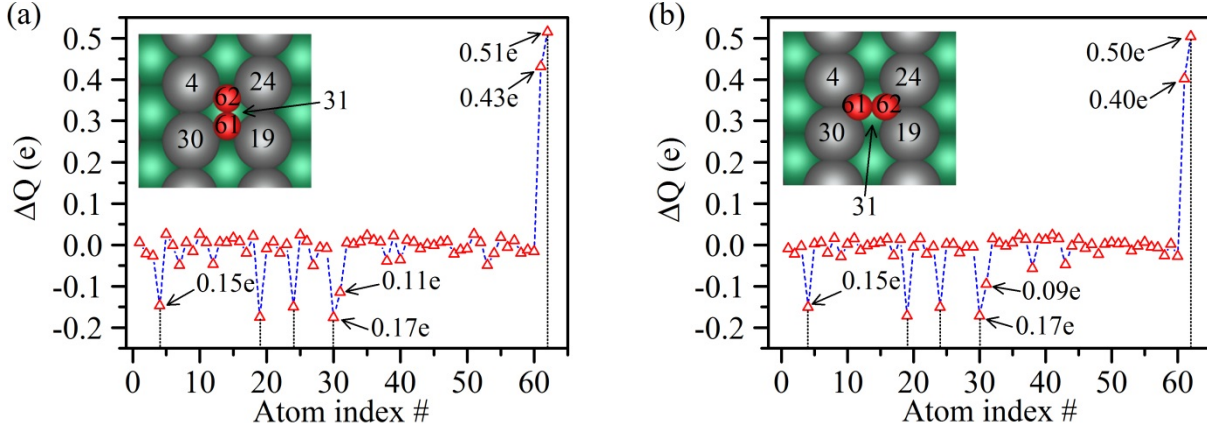 (a)
ΔQ (e)
0.5
0.4
0.3
0.2
0.1
0.0
-0.1
-0.2
0 10 20 30 40 50 60
Atom index #
4 24
62
61
30 19
31
0.51e
0.43e
0.15e
0.11e
0.17e
(b)
ΔQ (e)
0.5
0.4
0.3
0.2
0.1
0.0
-0.1
-0.2
0 10 20 30 40 50 60
Atom index #
4 24
61 62
30 19
31
0.50e
0.40e
0.15e
0.09e
0.17e